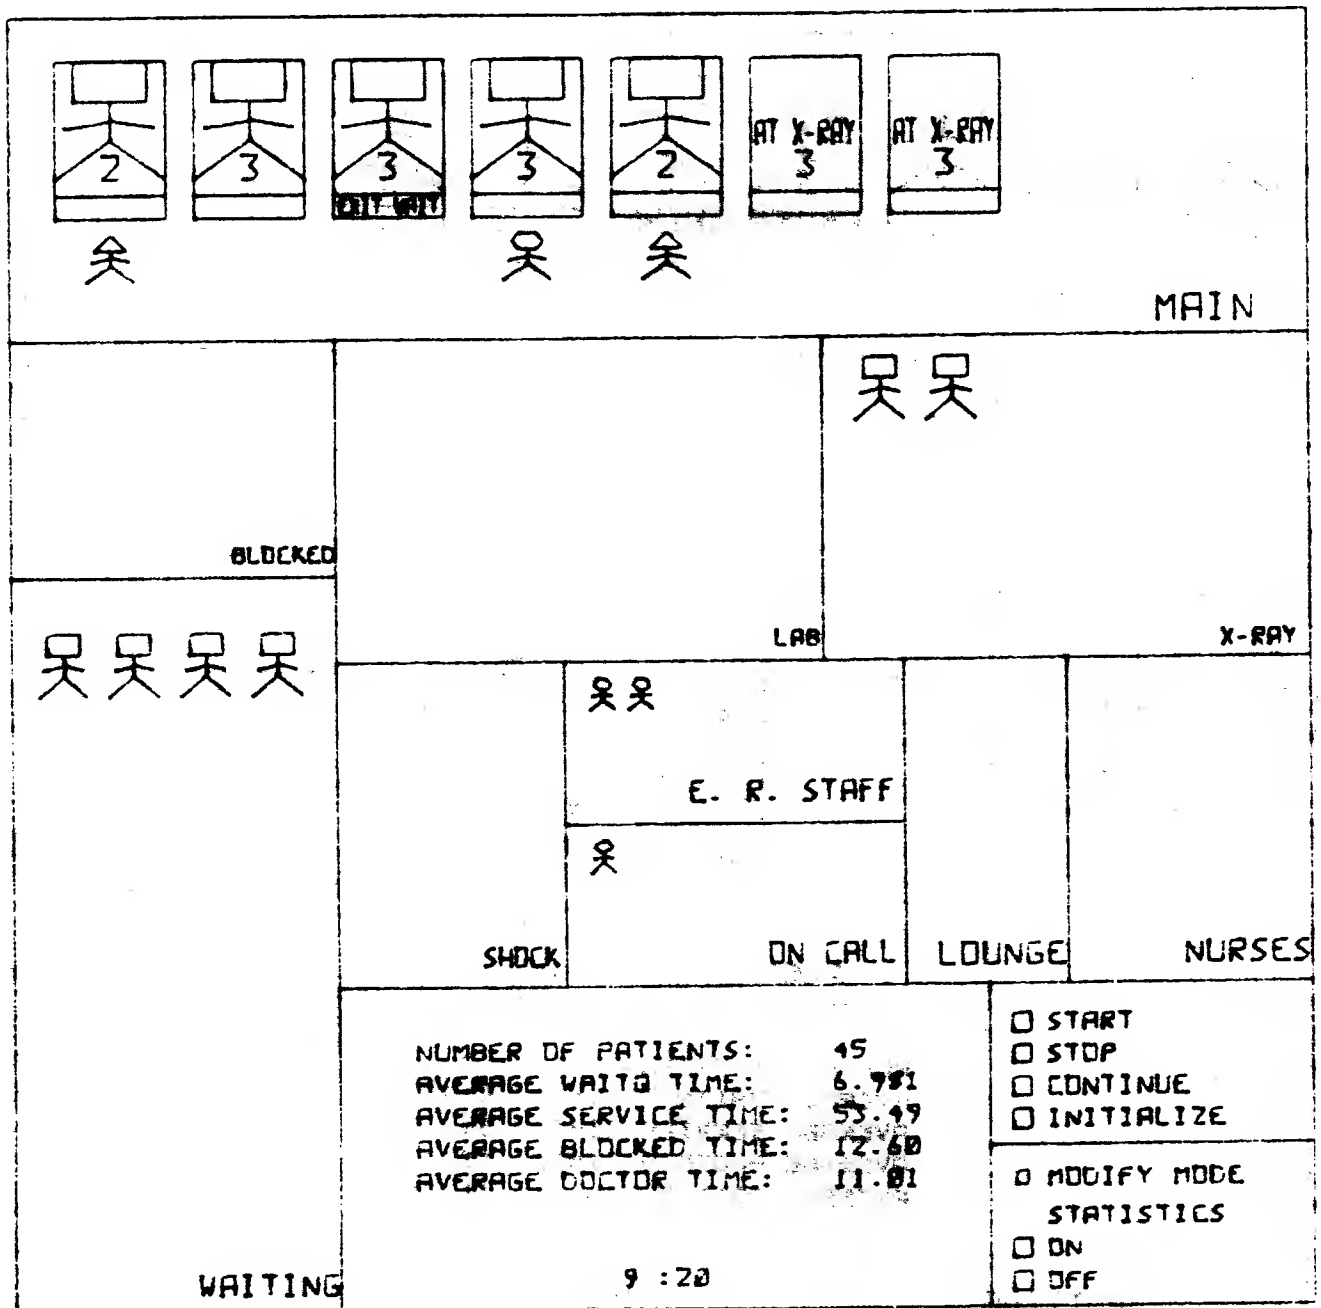 AT X-RAY AT X-RAY
2 3 3 3 2 3 3
EXIT WAIT
MAIN
BLOCKED
LAB
X-RAY
E. R. STAFF
SHOCK
ON CALL
LOUNGE
NURSES
NUMBER OF PATIENTS: 45
AVERAGE WAITQ TIME: 6.981
AVERAGE SERVICE TIME: 53.49
AVERAGE BLOCKED TIME: 12.60
AVERAGE DOCTOR TIME: 11.01
9 :20
WAITING
START
STOP
CONTINUE
INITIALIZE
MODIFY MODE
STATISTICS
ON
OFF